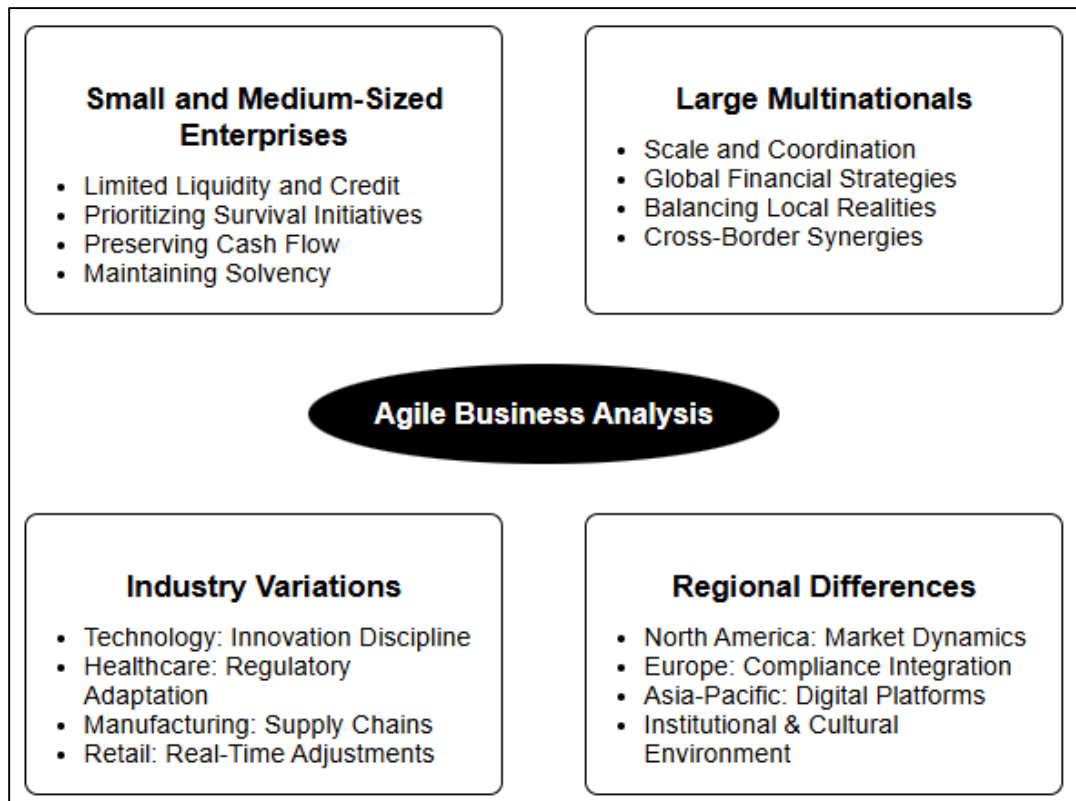 Small and Medium-Sized
Enterprises
• Limited Liquidity and Credit
• Prioritizing Survival Initiatives
• Preserving Cash Flow
• Maintaining Solvency
Large Multinationals
• Scale and Coordination
• Global Financial Strategies
• Balancing Local Realities
• Cross-Border Synergies
Agile Business Analysis
Industry Variations
• Technology: Innovation Discipline
• Healthcare: Regulatory
Adaptation
• Manufacturing: Supply Chains
• Retail: Real-Time Adjustments
Regional Differences
• North America: Market Dynamics
• Europe: Compliance Integration
• Asia-Pacific: Digital Platforms
• Institutional & Cultural
Environment